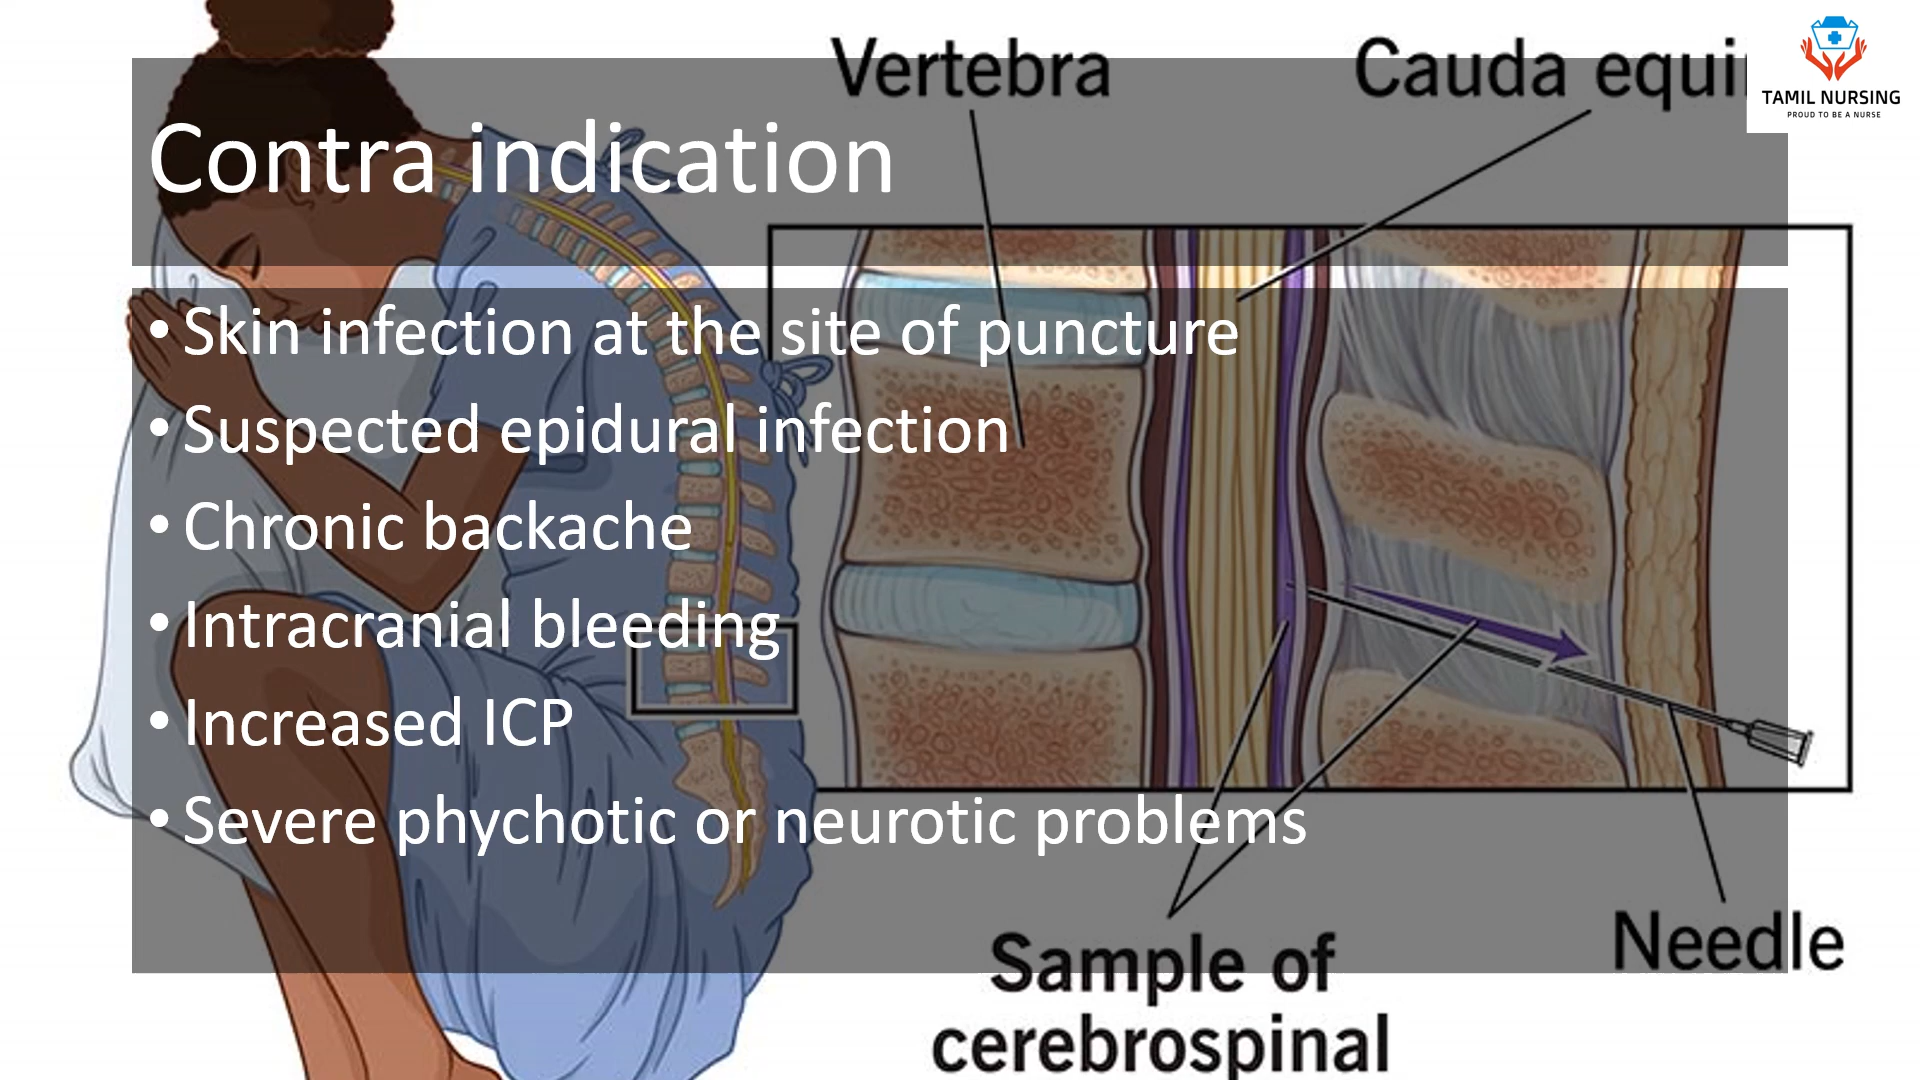 Vertebra
Cauda
TAMIL NURSING
PROUD TO BE A NURSE
Contra indication
• Skin infection at the site of puncture
• Suspected epidural infection
• Chronic backache
• Intracranial bleeding
• Increased ICP
• Severe phychotic or neurotic problems
Needle
Sample of
cerebrospinal